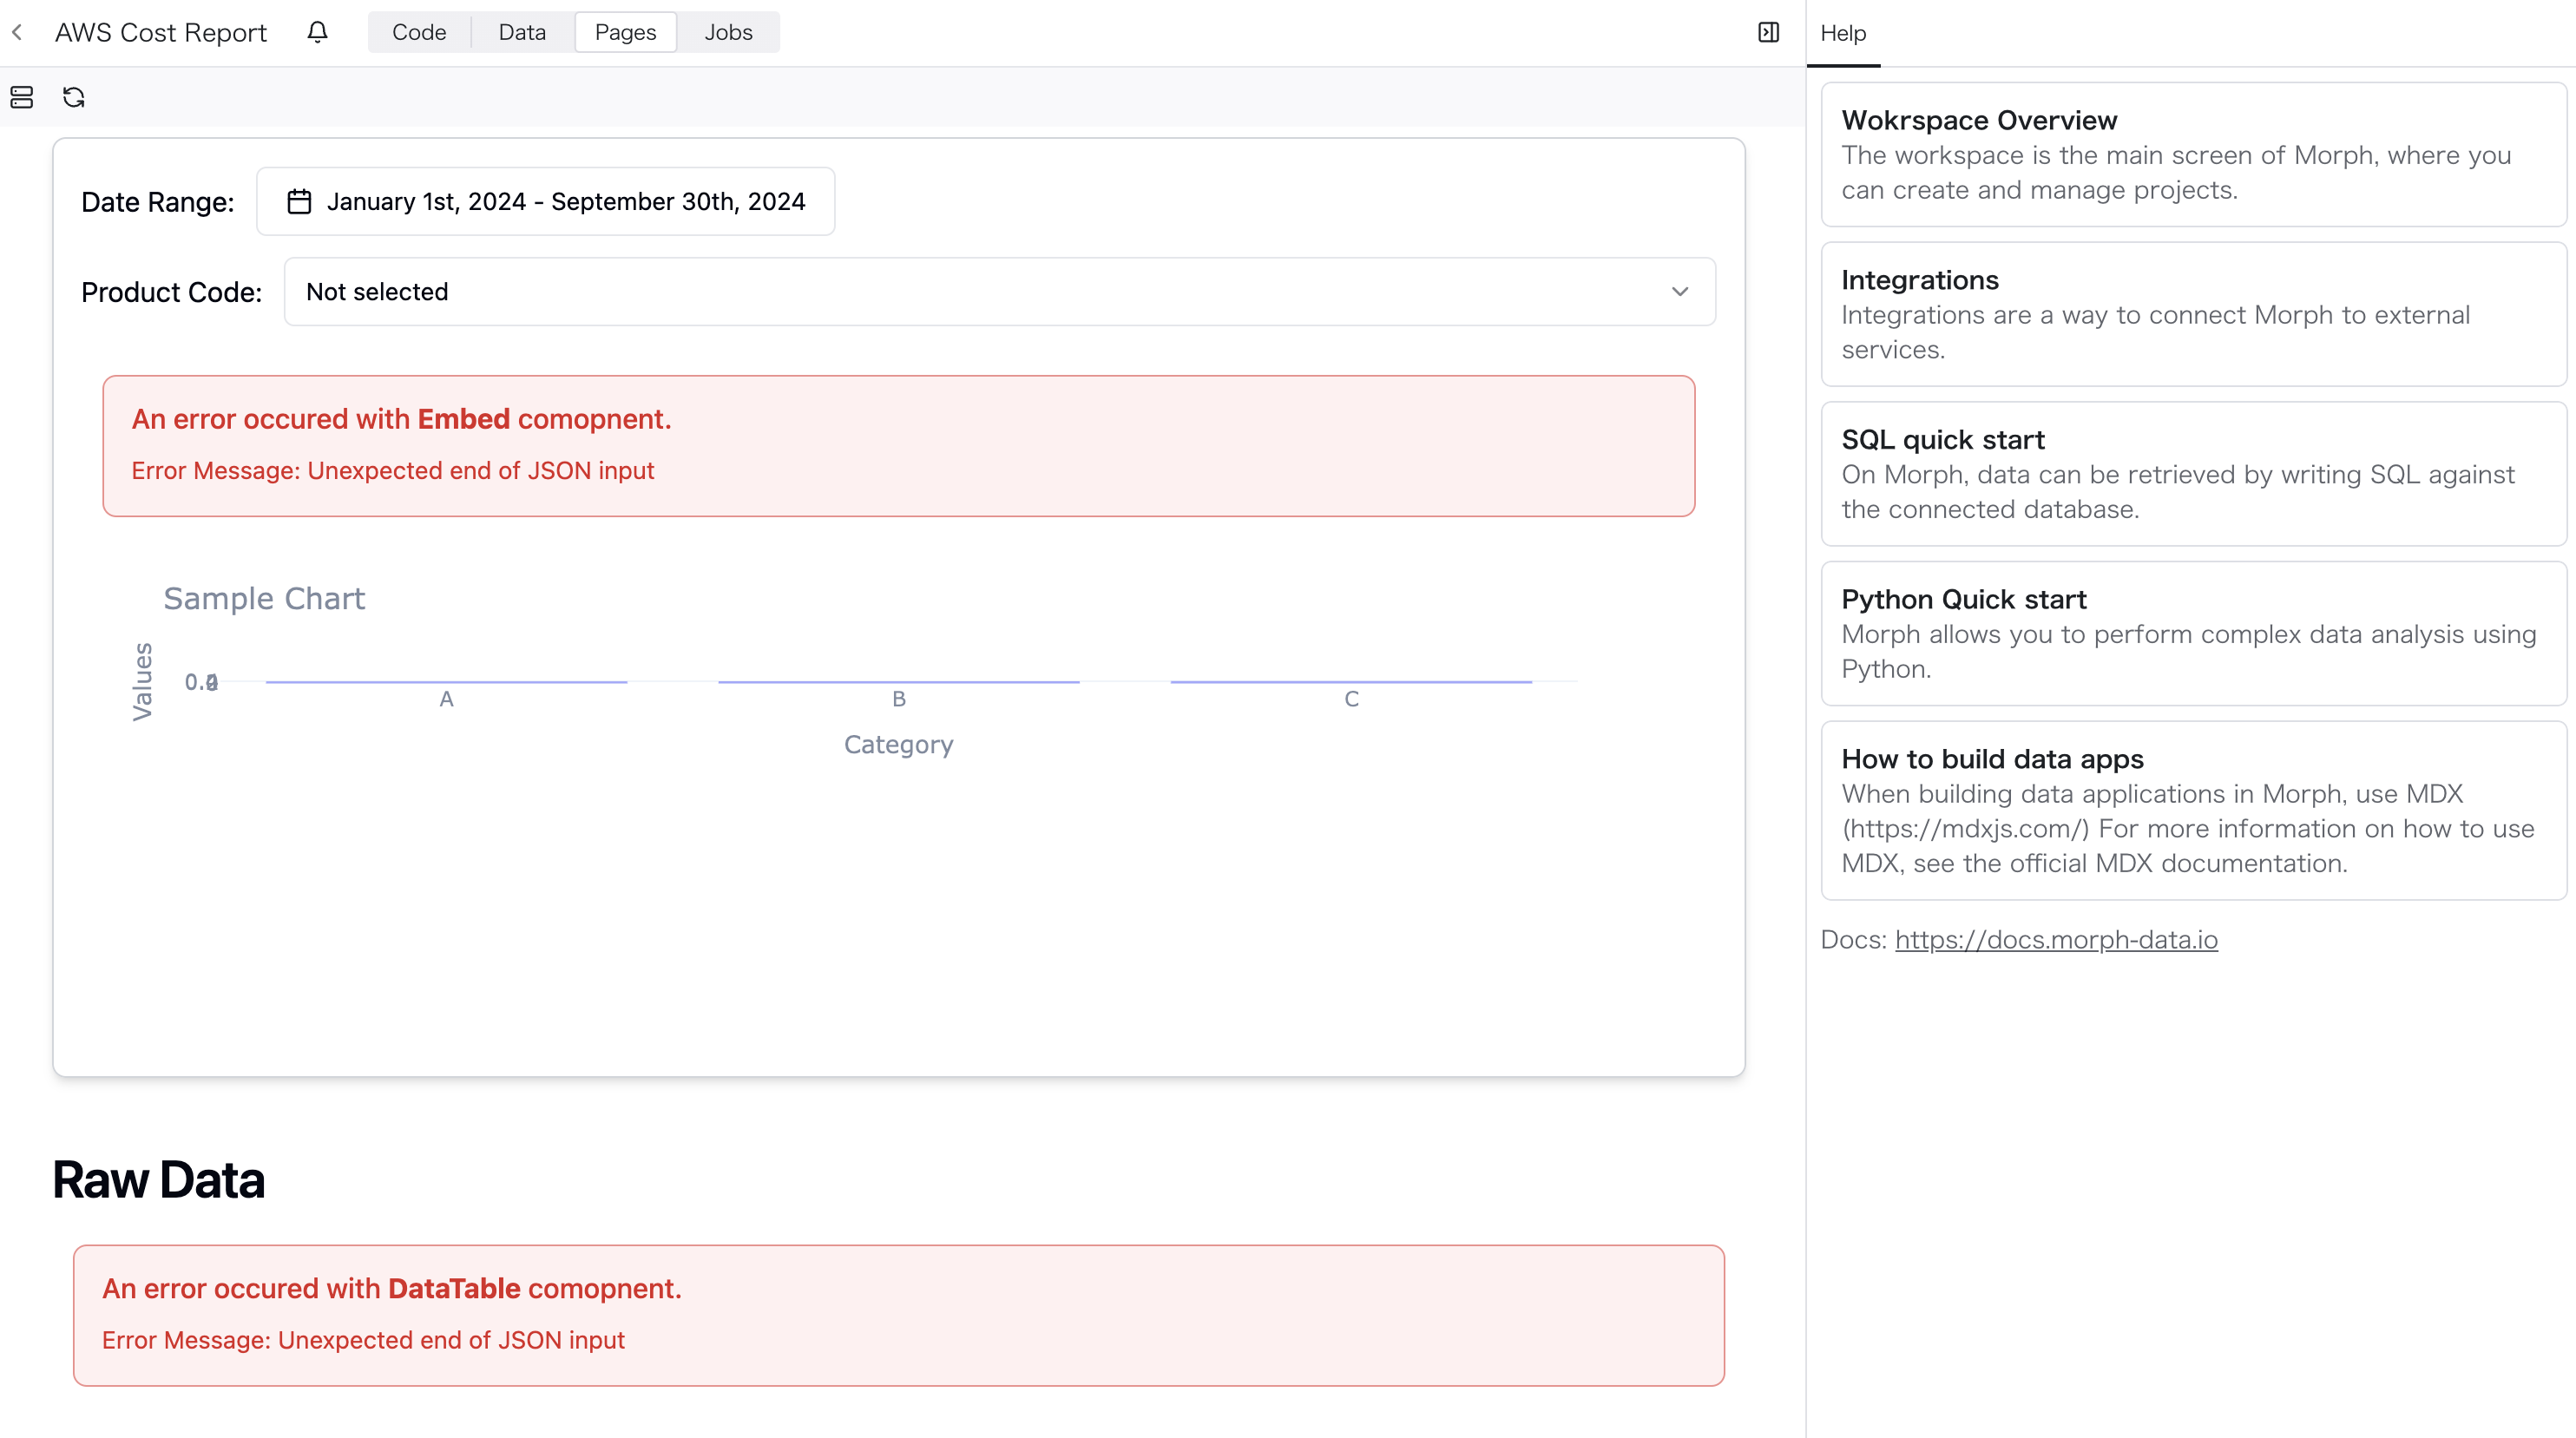 AWS Cost Report
Code
Data
Pages
Jobs
Date Range:
January 1st, 2024 - September 30th, 2024
Product Code:
Not selected
An error occured with Embed comopnent.
Error Message: Unexpected end of JSON input
Sample Chart
Values
A
B
C
Category
Raw Data
An error occured with DataTable comopnent.
Error Message: Unexpected end of JSON input
Help
Wokrspace Overview
The workspace is the main screen of Morph, where you
can create and manage projects.
Integrations
Integrations are a way to connect Morph to external
services.
SQL quick start
On Morph, data can be retrieved by writing SQL against
the connected database.
Python Quick start
Morph allows you to perform complex data analysis using
Python.
How to build data apps
When building data applications in Morph, use MDX
(https://mdxjs.com/) For more information on how to use
MDX, see the official MDX documentation.
Docs: https://docs.morph-data.io